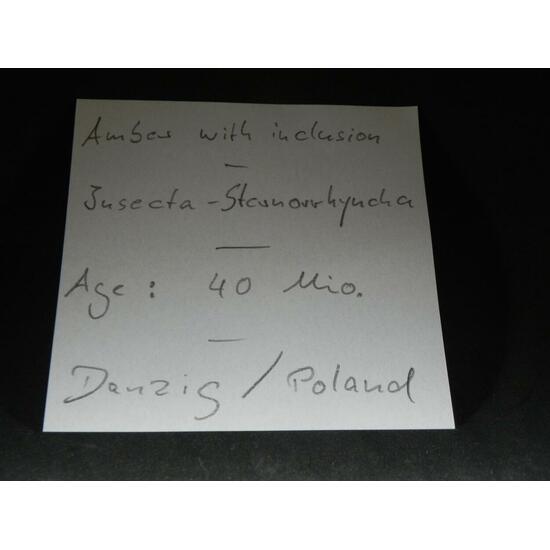 Amber with inclusion
—
Insecta - Sternorrhyncha
—
Age: 40 Mio.
—
Danzig / Poland